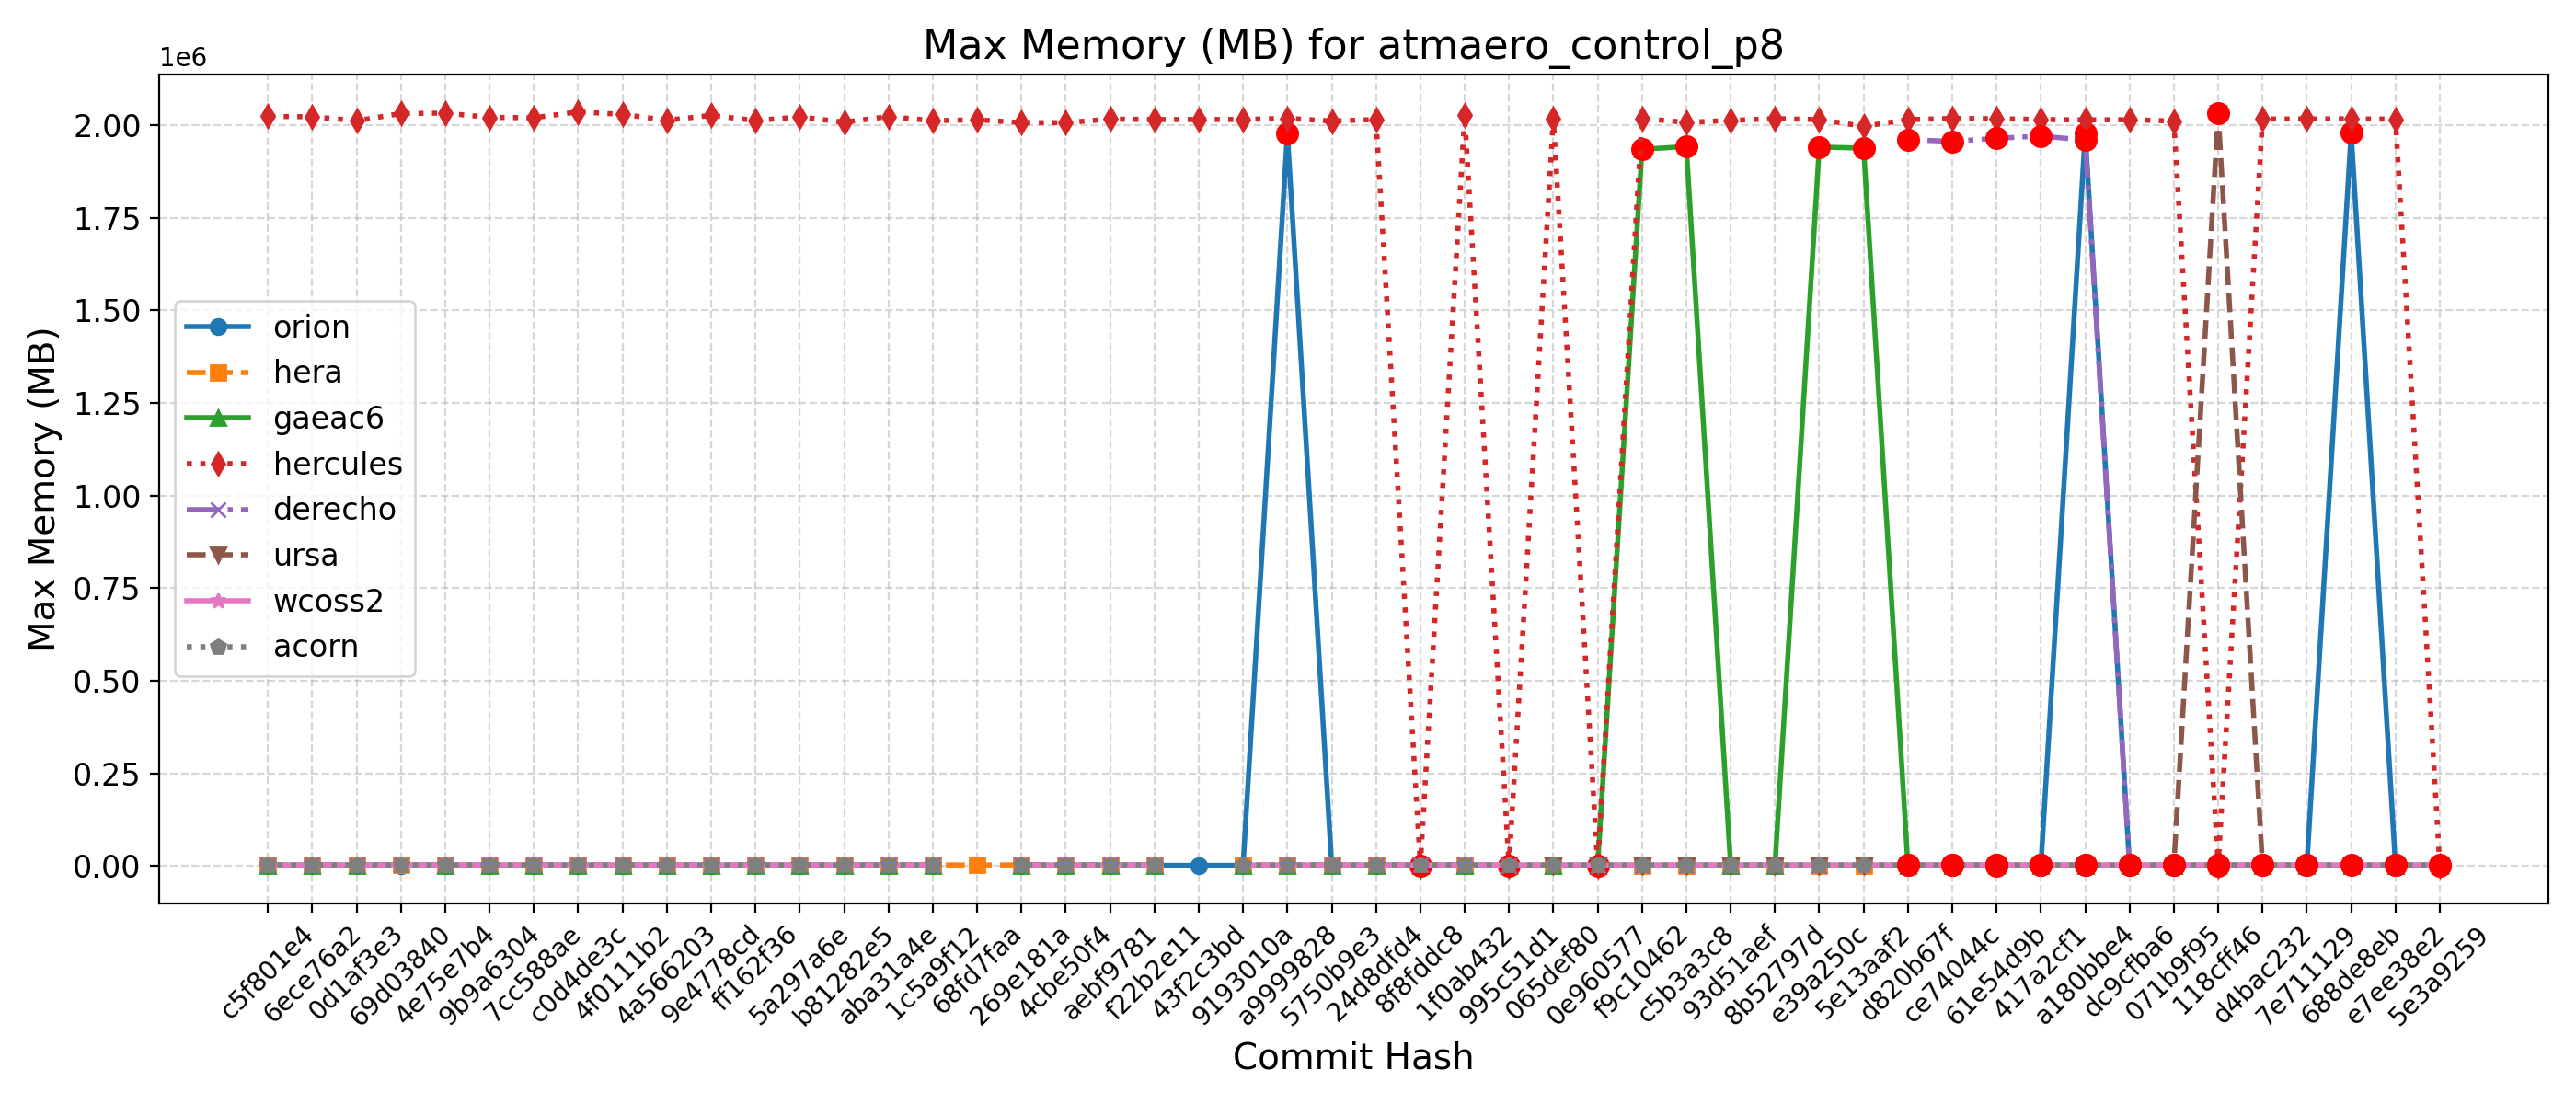 Max Memory (MB) for atmaero_control_p8
1e6
2.00
1.75
1.50
1.25
1.00
0.75
0.50
0.25
0.00
Max Memory (MB)
orion
hera
gaeac6
hercules
derecho
ursa
wcoss2
acorn
c5f801e4
6ece76a2
0d1af3e3
69d03840
4e75e7b4
9b9a6304
7cc588ae
c0d4de3c
4f0111b2
4a566203
9e4778cd
ff162f36
5a297a6e
b81282e5
aba31a4e
1c5a9f12
68fd7faa
269e181a
4cbe50f4
aebf9781
f22b2e11
43f2c3bd
9193010a
a9999828
5750b9e3
24d8dfd4
8f8fddc8
1f0ab432
995c51d1
065def80
0e960577
f9c10462
c5b3a3c8
93d51aef
8b52797d
e39a250c
5e13aaf2
d820b67f
ce74044c
61e54d9b
417a2cf1
a180bbe4
dc9cfba6
071b9f95
118cff46
d4bac232
7e711129
688de8eb
e7ee38e2
5e3a9259
Commit Hash